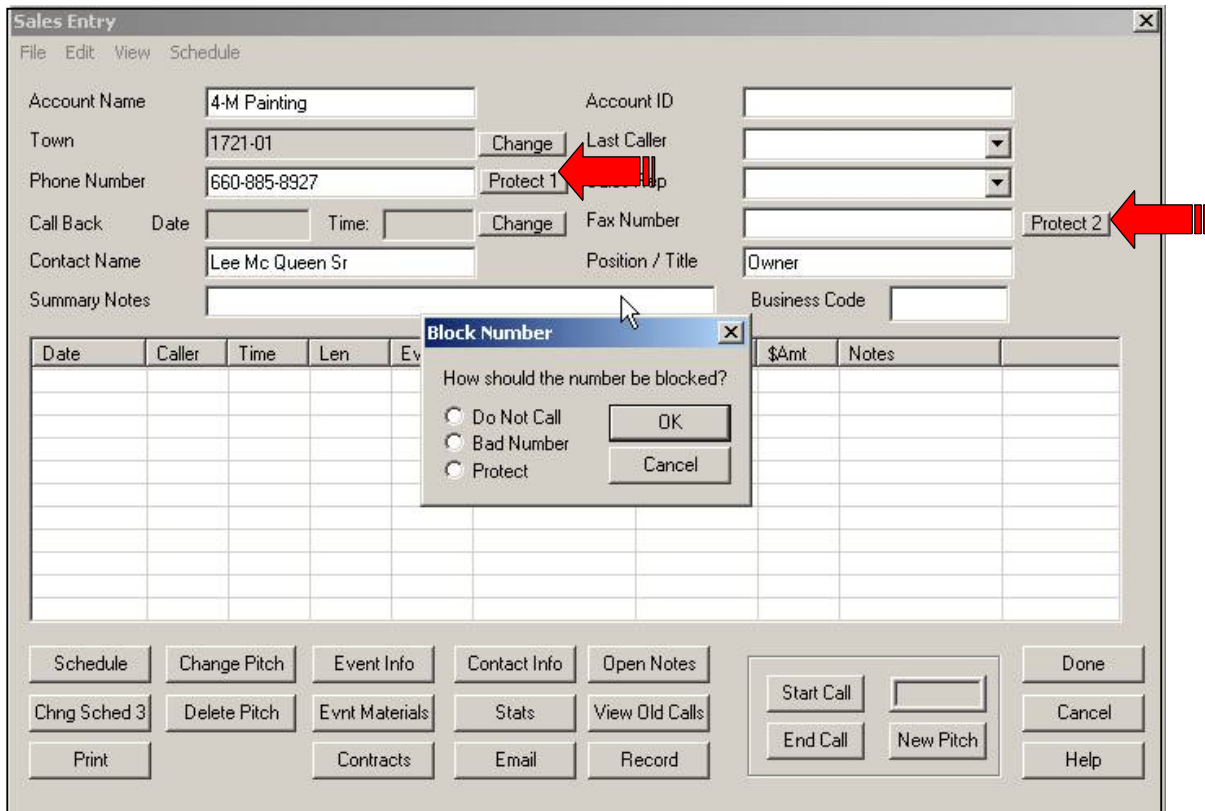 Sales Entry
File Edit View Schedule
Account Name 4-M Painting Account ID
Town 1721-01 Change Last Caller
Phone Number 660-885-8927 Protect 1
Call Back Date Time: Change Fax Number Protect 2
Contact Name Lee Mc Queen Sr Position / Title Owner
Summary Notes Business Code
Block Number
Date Caller Time Len Ev $Amt Notes
How should the number be blocked?
Do Not Call OK
Bad Number
Protect Cancel
Schedule Change Pitch Event Info Contact Info Open Notes Done
Start Call
Chng Sched 3 Delete Pitch Evnt Materials Stats View Old Calls Cancel
End Call New Pitch
Print Contracts Email Record Help